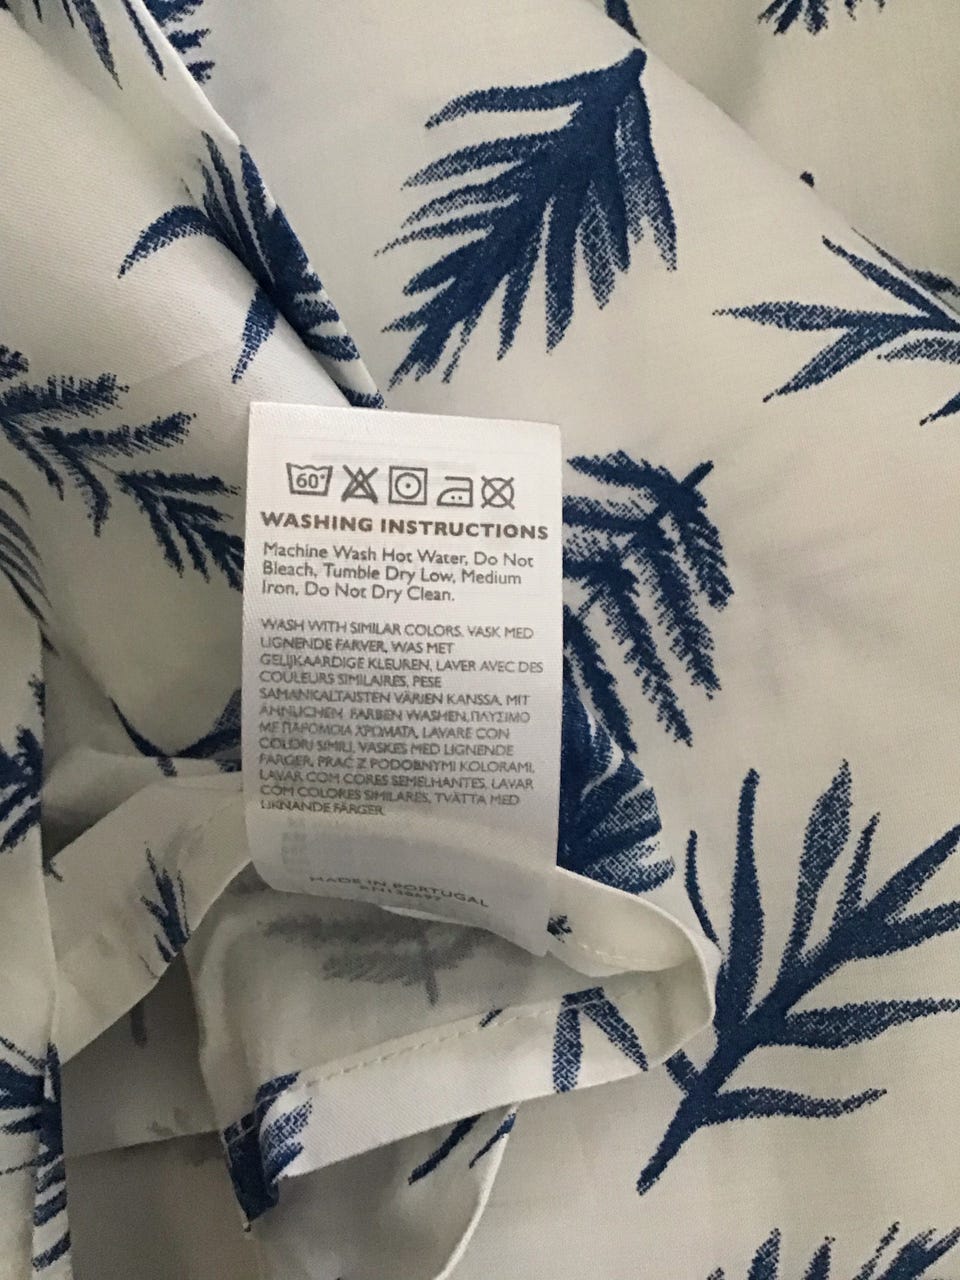 60°
WASHING INSTRUCTIONS
Machine Wash Hot Water, Do Not
Bleach, Tumble Dry Low, Medium
Iron, Do Not Dry Clean.
WASH WITH SIMILAR COLORS. VASK MED
LIGNENDE FARVER, WAS MET
GELIJKAARDIGE KLEUREN, LAVER AVEC DES
COULEURS SIMILAIRES, PESE
SAMANKALTAISTEN VÄRIEN KANSSA, MIT
ÄHNLICHEN FARBEN WASHEN, ΠΛΥΣΙΜΟ
ΜΕ ΠΑΡΟΜΟΙΑ ΧΡΩΜΑΤΑ, LAVARE CON
COLORI SIMILI, VASKES MED LIGNENDE
FARGER, PRAĆ Z PODOBNYMI KOLORAMI,
LAVAR COM CORES SEMELHANTES, LAVAR
CÓM COLORES SIMILARES, TVÄTTA MED
LIKNANDE FÄRGER
MADE IN PORTUGAL